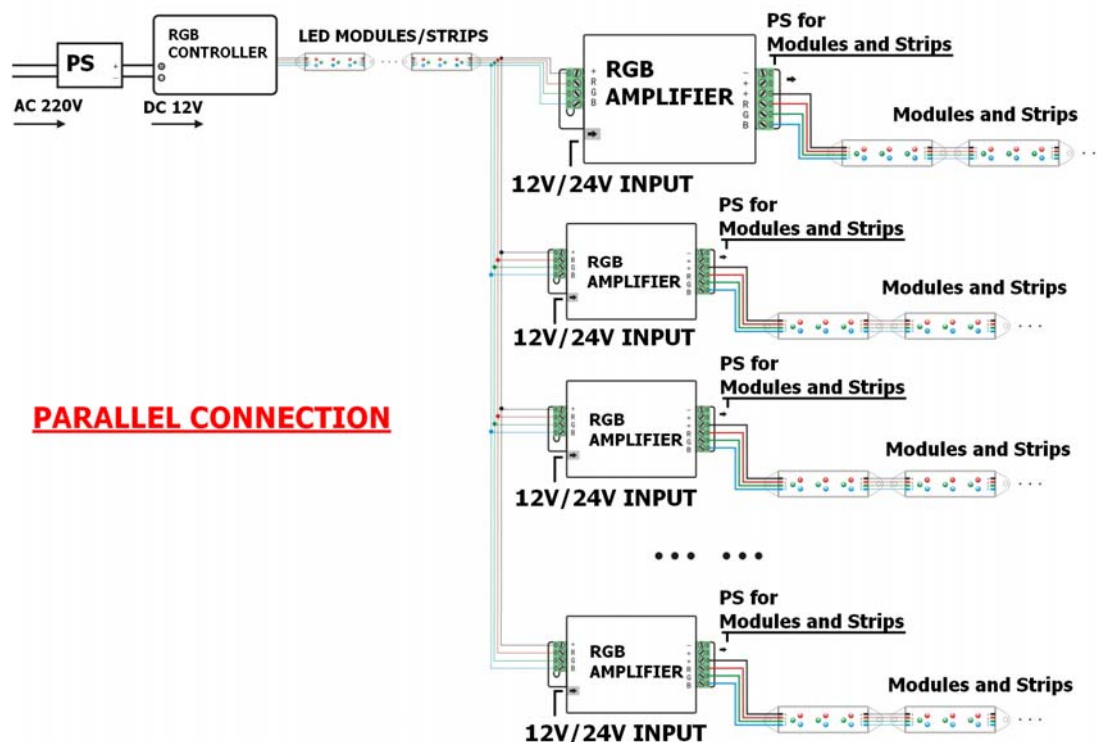 PS
+
−
AC 220V
RGB
CONTROLLER
DC 12V
LED MODULES/STRIPS
RGB
AMPLIFIER
+
R
G
B
−
+
+
R
G
B
12V/24V INPUT
PS for
Modules and Strips
Modules and Strips
RGB
AMPLIFIER
R
G
B
−
+
+
R
G
B
12V/24V INPUT
PS for
Modules and Strips
Modules and Strips
PARALLEL CONNECTION
RGB
AMPLIFIER
+
R
G
B
−
+
+
R
G
B
12V/24V INPUT
PS for
Modules and Strips
Modules and Strips
••• •••
RGB
AMPLIFIER
+
R
G
B
−
+
+
R
G
B
12V/24V INPUT
PS for
Modules and Strips
Modules and Strips